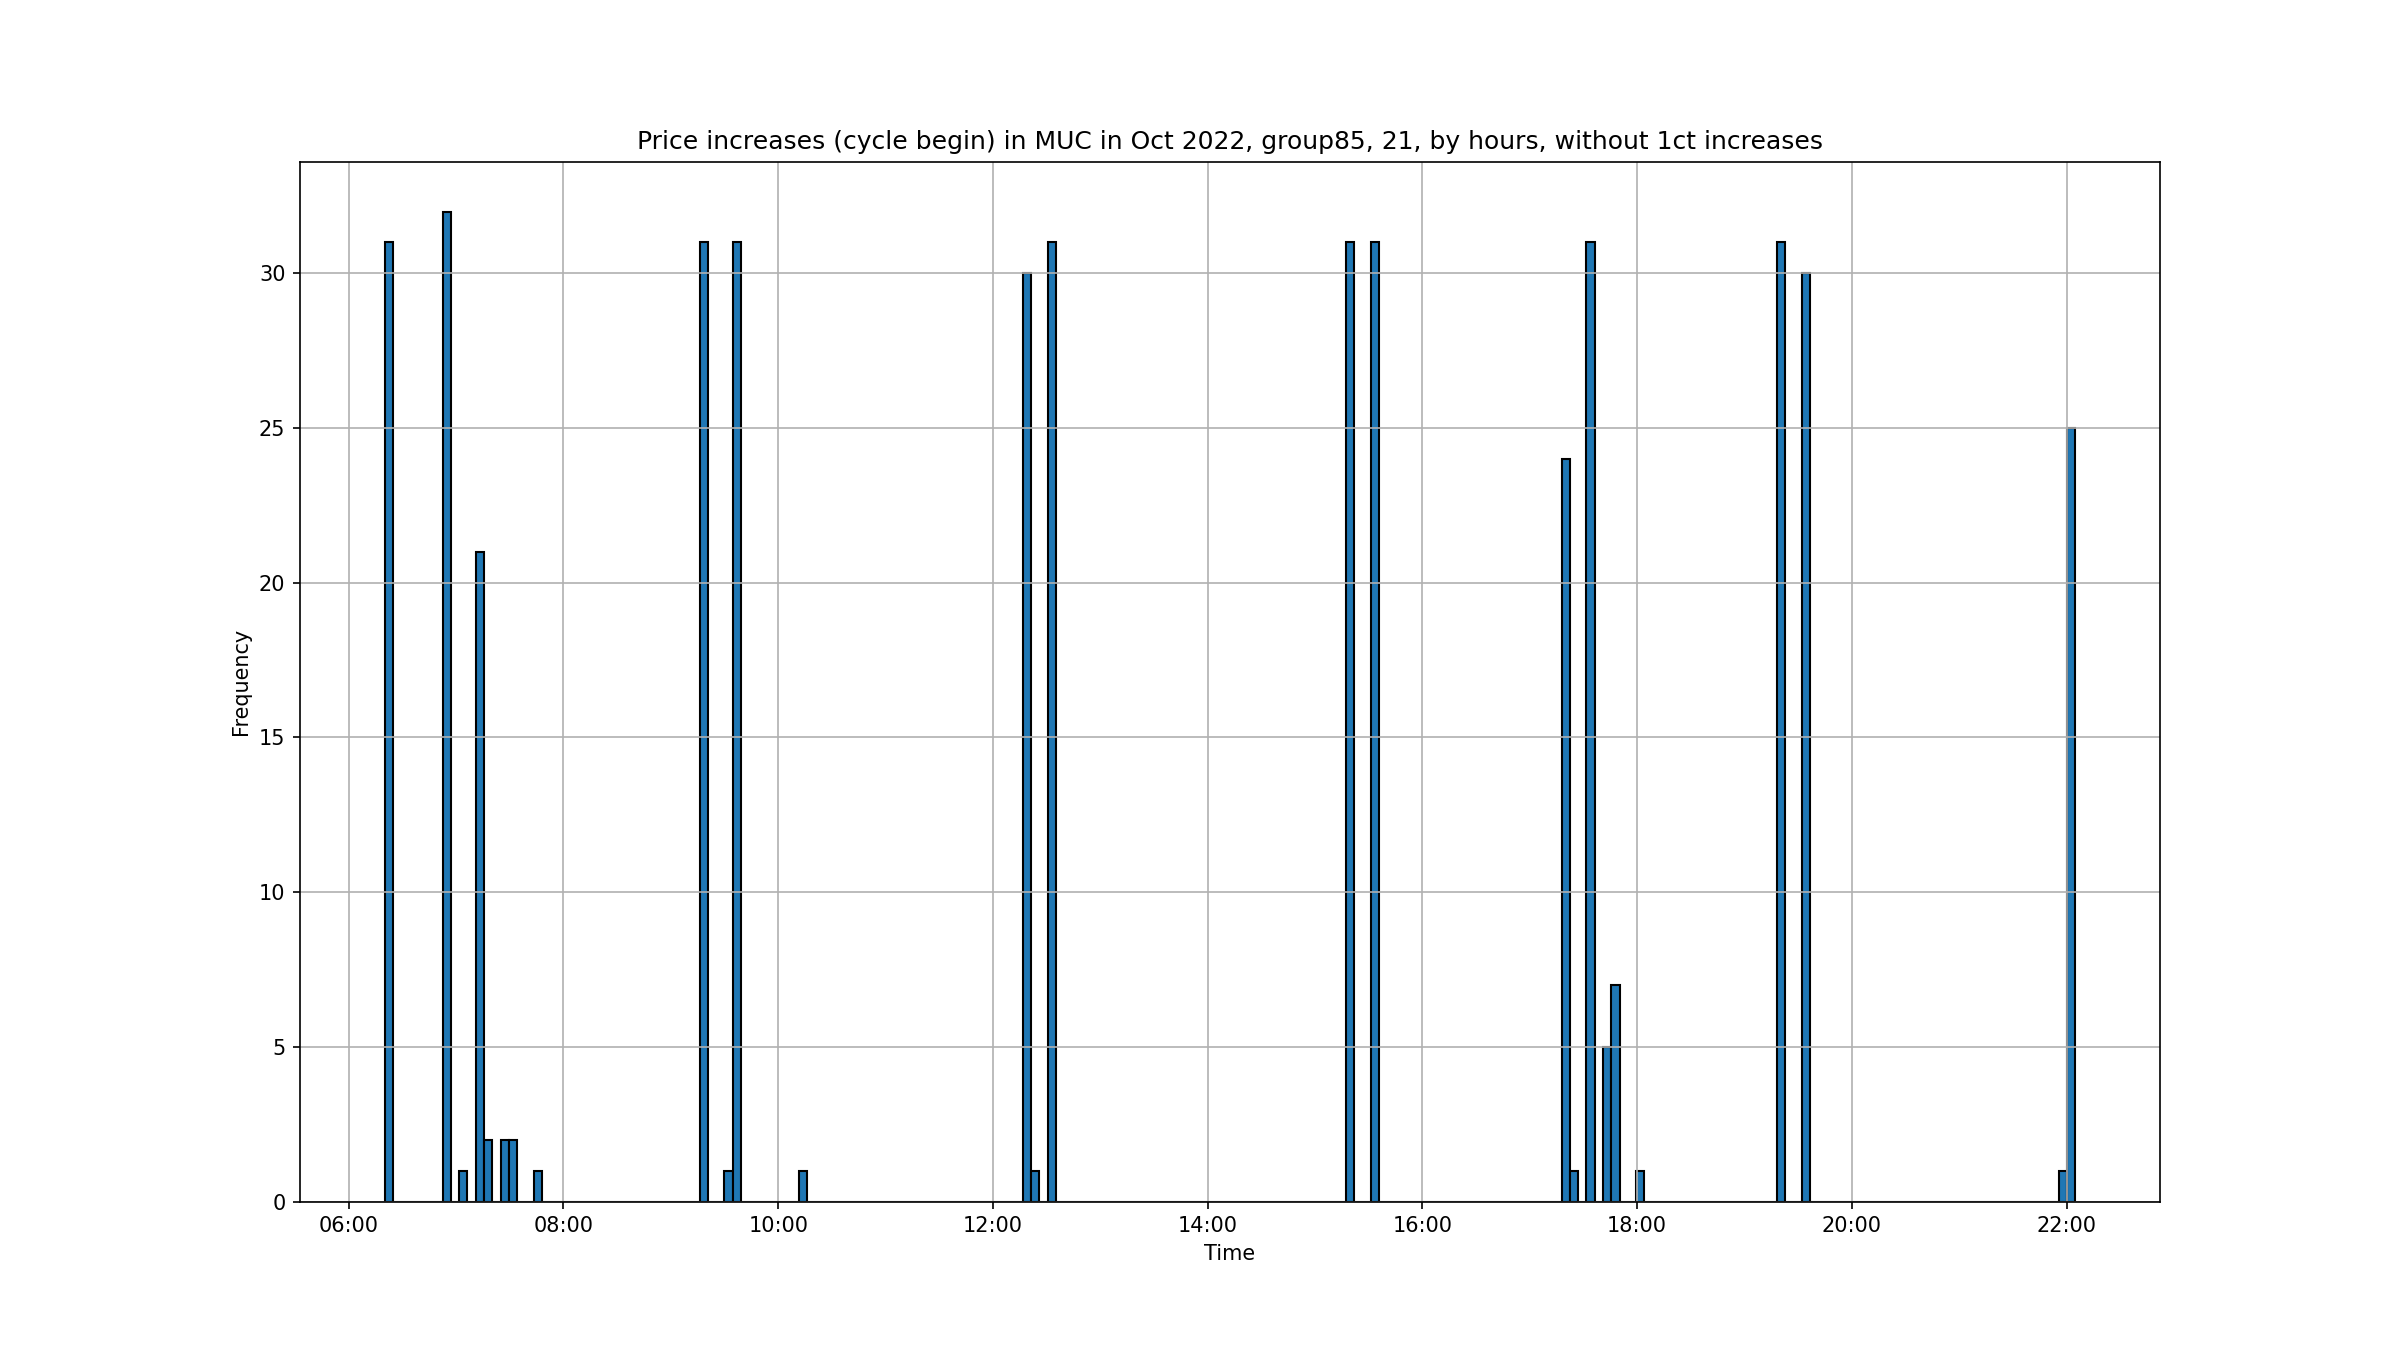 Price increases (cycle begin) in MUC in Oct 2022, group85, 21, by hours, without 1ct increases
Frequency
30
25
20
15
10
5
0
06:00 08:00 10:00 12:00 14:00 16:00 18:00 20:00 22:00
Time